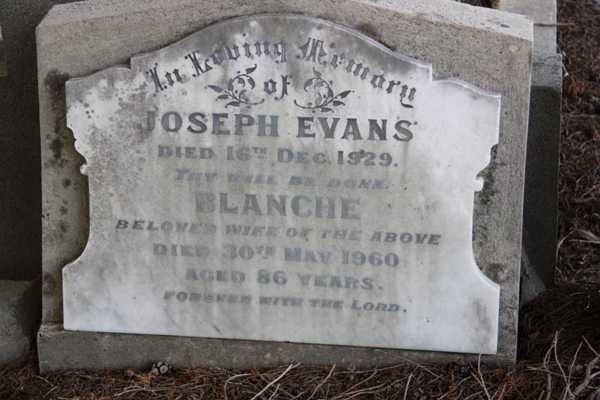 In Loving Memory
of
JOSEPH EVANS
DIED 16TH DEC. 1929.
THY WILL BE DONE.
BLANCHE
BELOVED WIFE OF THE ABOVE
DIED 30TH MAY 1960
AGED 86 YEARS.
FOREVER WITH THE LORD.